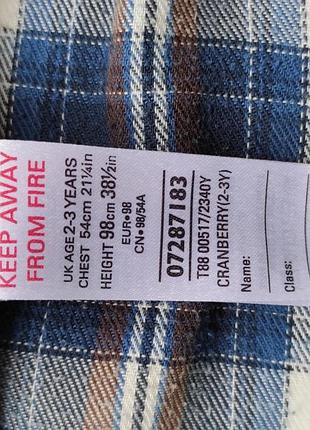 KEEP AWAY
FROM FIRE
UK AGE 2-3 YEARS
CHEST 54cm 21¼in
HEIGHT 98cm 38½in
EUR•98
CN•98/54A
07287183
T88 00517/2340Y
CRANBERRY(2-3Y)
Name:
Class: